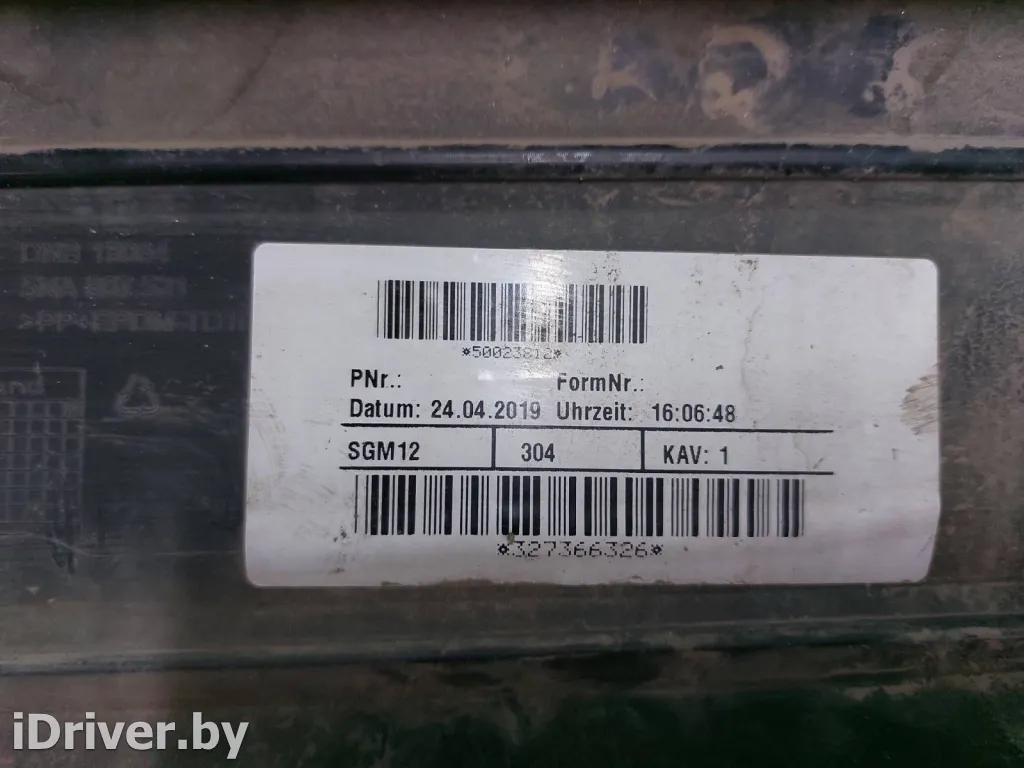 *50023812*
PNr.: FormNr.:
Datum: 24.04.2019 Uhrzeit: 16:06:48
SGM12 304 KAV: 1
*327366326*
iDriver.by